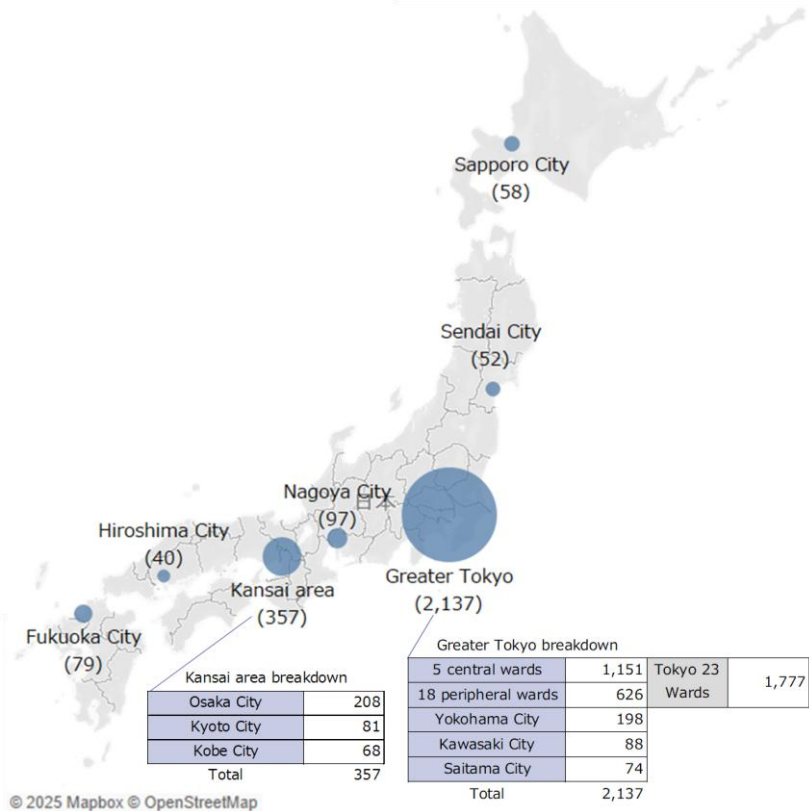 Sapporo City
(58)
Sendai City
(52)
Nagoya City
日本
(97)
Hiroshima City
(40)
Kansai area
(357)
Greater Tokyo
(2,137)
Fukuoka City
(79)
Kansai area breakdown
Osaka City 208
Kyoto City 81
Kobe City 68
Total 357
Greater Tokyo breakdown
5 central wards 1,151 Tokyo 23 Wards 1,777
18 peripheral wards 626
Yokohama City 198
Kawasaki City 88
Saitama City 74
Total 2,137
© 2025 Mapbox © OpenStreetMap